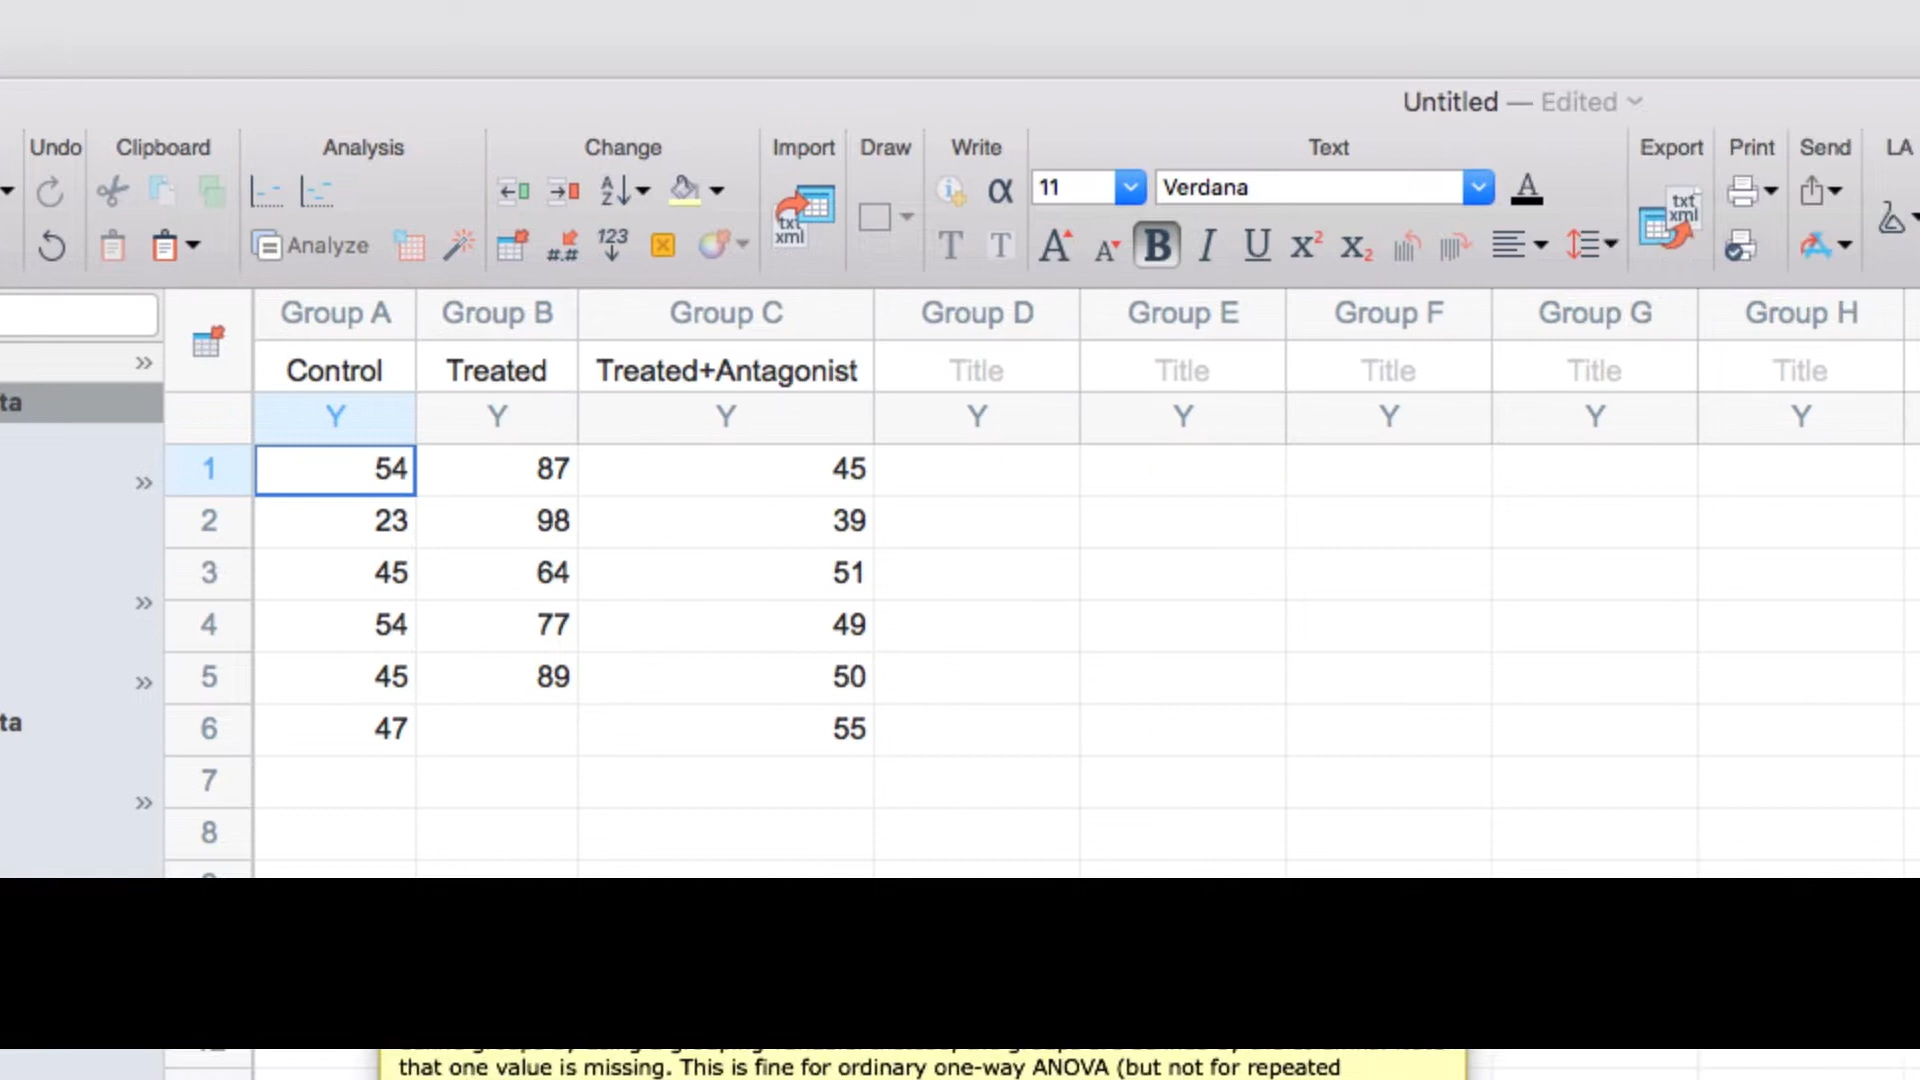 Untitled — Edited
Undo Clipboard Analysis Change Import Draw Write Text Export Print Send LA
11 Verdana
Analyze
Group A Group B Group C Group D Group E Group F Group G Group H
Control Treated Treated+Antagonist Title Title Title Title Title
Y Y Y Y Y Y Y Y
ta
1 54 87 45
2 23 98 39
3 45 64 51
4 54 77 49
5 45 89 50
ta
6 47 55
7
8
that one value is missing. This is fine for ordinary one-way ANOVA (but not for repeated